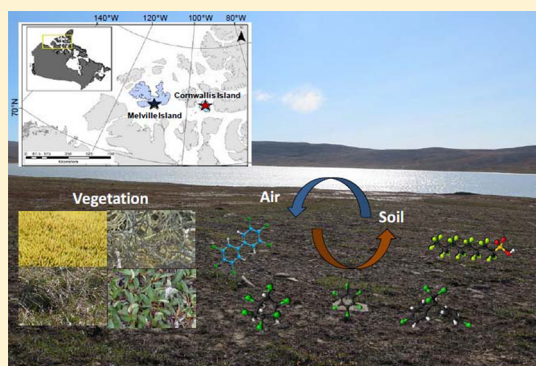 140°W
120°W
100°W
80°W
70°N
Cornwallis Island
Melville Island
Vegetation
Air
Soil